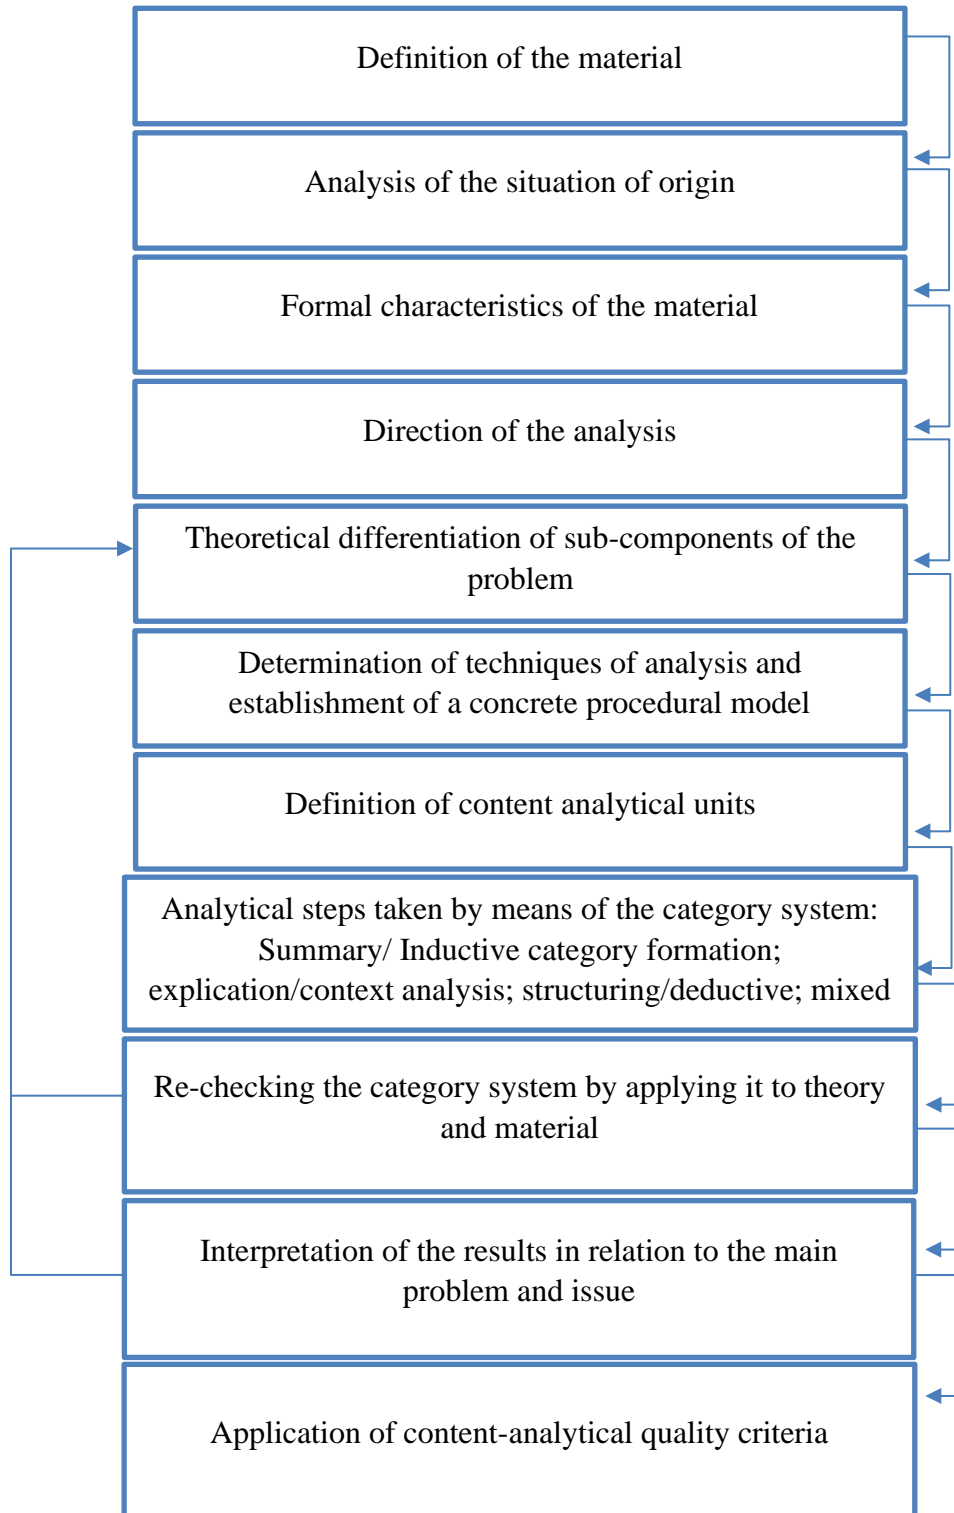 Definition of the material
Analysis of the situation of origin
Formal characteristics of the material
Direction of the analysis
Theoretical differentiation of sub-components of the
problem
Determination of techniques of analysis and
establishment of a concrete procedural model
Definition of content analytical units
Analytical steps taken by means of the category system:
Summary/ Inductive category formation;
explication/context analysis; structuring/deductive; mixed
Re-checking the category system by applying it to theory
and material
Interpretation of the results in relation to the main
problem and issue
Application of content-analytical quality criteria